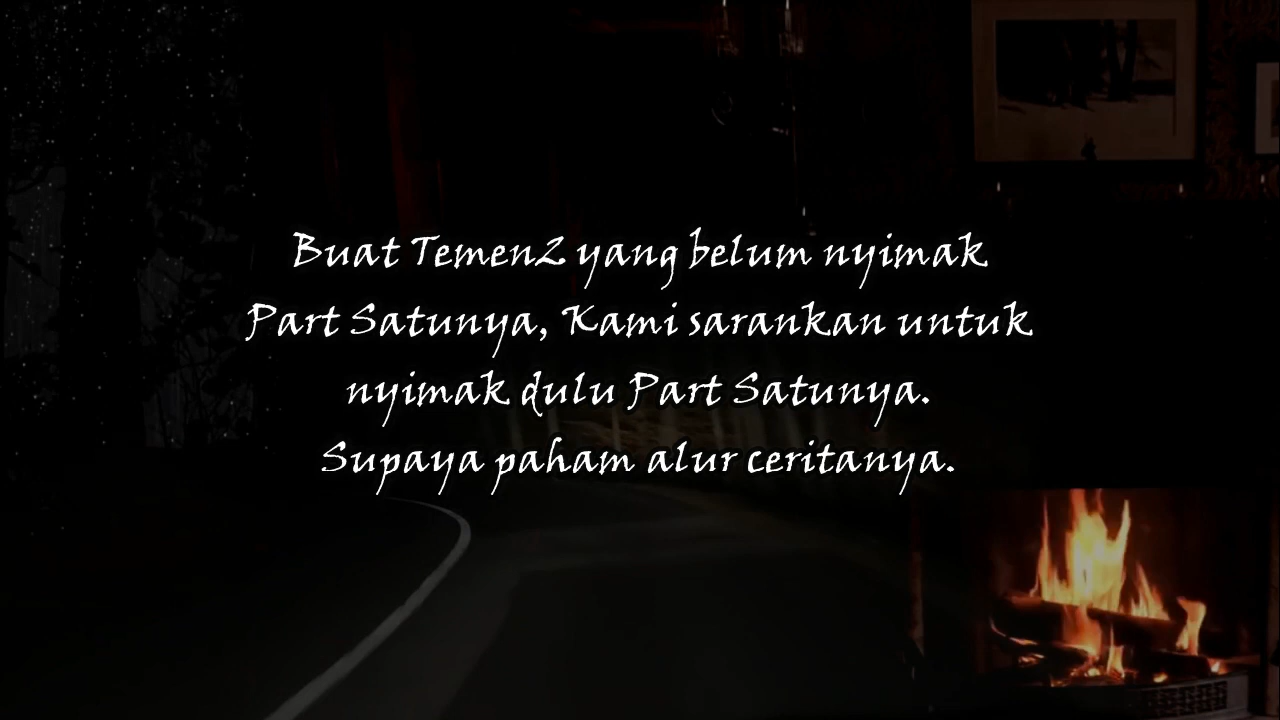 Buat Temen2 yang belum nyimak
Part Satunya, Kami sarankan untuk
nyimak dulu Part Satunya.
Supaya paham alur ceritanya.